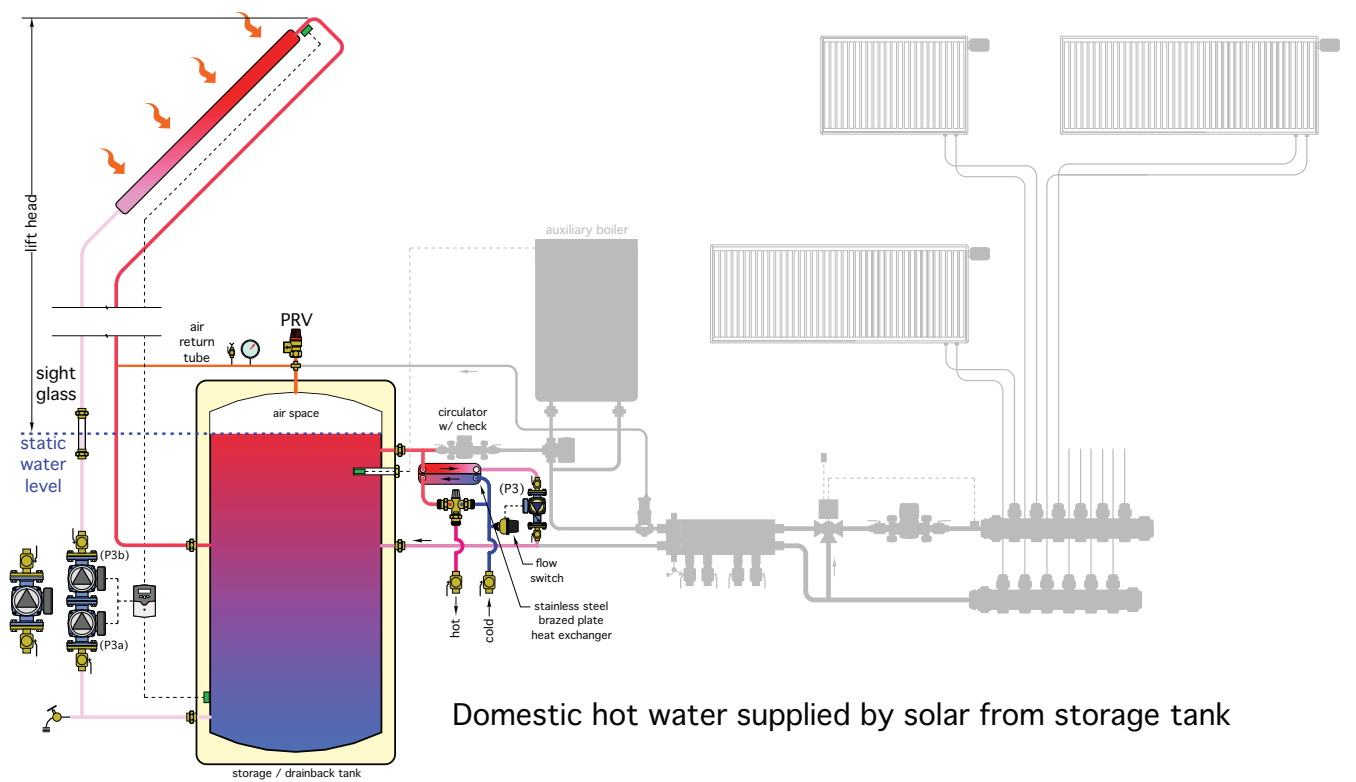 lift head
auxiliary boiler
PRV
air
return
tube
sight
glass
air space
circulator
w/ check
static
water
level
(P3)
(P3b)
(P3a)
flow
switch
stainless steel
brazed plate
heat exchanger
hot
cold
Domestic hot water supplied by solar from storage tank
storage / drainback tank